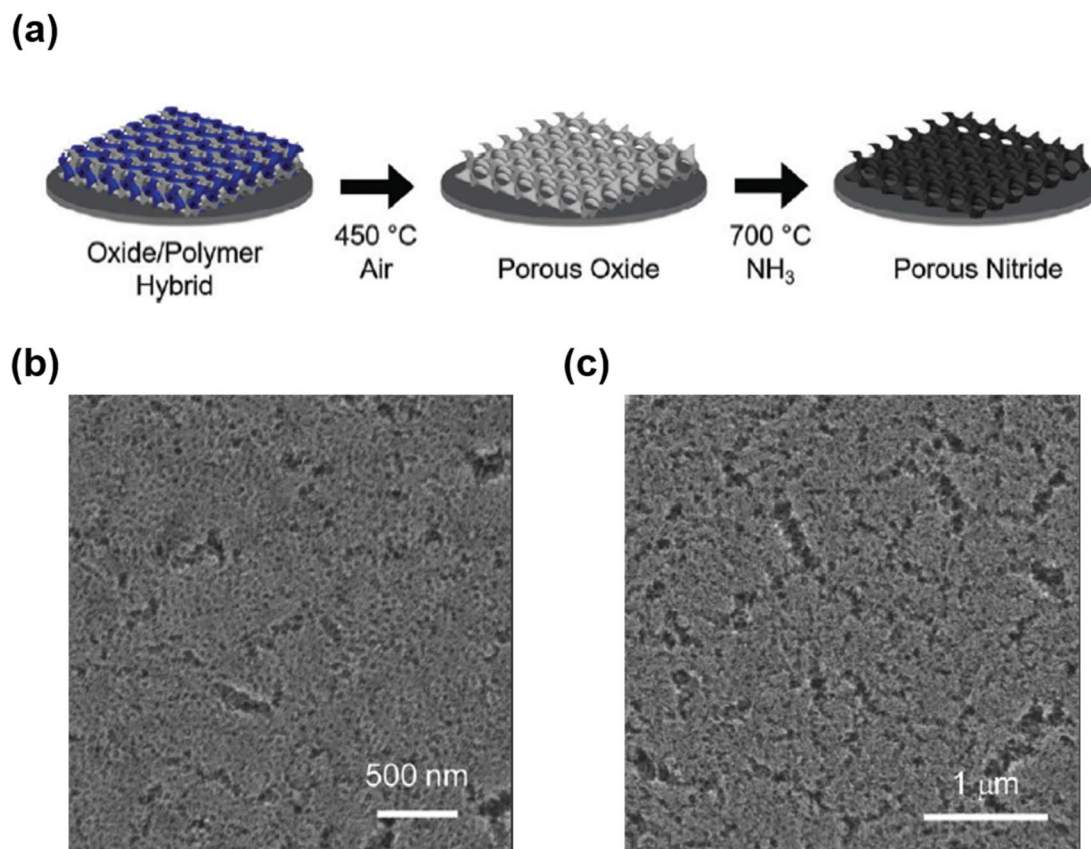 (a)
450 °C
Air
700 °C
NH₃
Oxide/Polymer
Hybrid
Porous Oxide
Porous Nitride
(b)
(c)
500 nm
1 μm